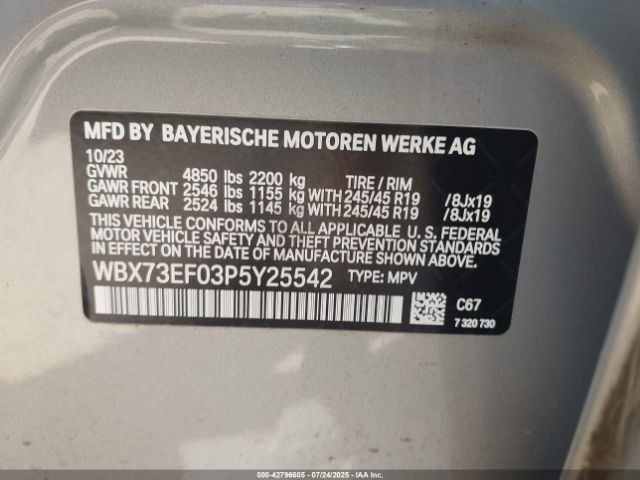 MFD BY BAYERISCHE MOTOREN WERKE AG
10/23
GVWR 4850 lbs 2200 kg TIRE / RIM
GAWR FRONT 2546 lbs 1155 kg WITH 245/45 R19 /8Jx19
GAWR REAR 2524 lbs 1145 kg WITH 245/45 R19 /8Jx19
THIS VEHICLE CONFORMS TO ALL APPLICABLE U. S. FEDERAL
MOTOR VEHICLE SAFETY, BUMPER, AND THEFT PREVENTION STANDARDS
IN EFFECT ON THE DATE OF MANUFACTURE SHOWN ABOVE.
WBX73EF03P5Y25542 TYPE: MPV
C67
7 320 730
000-42796605 - 07/24/2025 - IAAI.COM